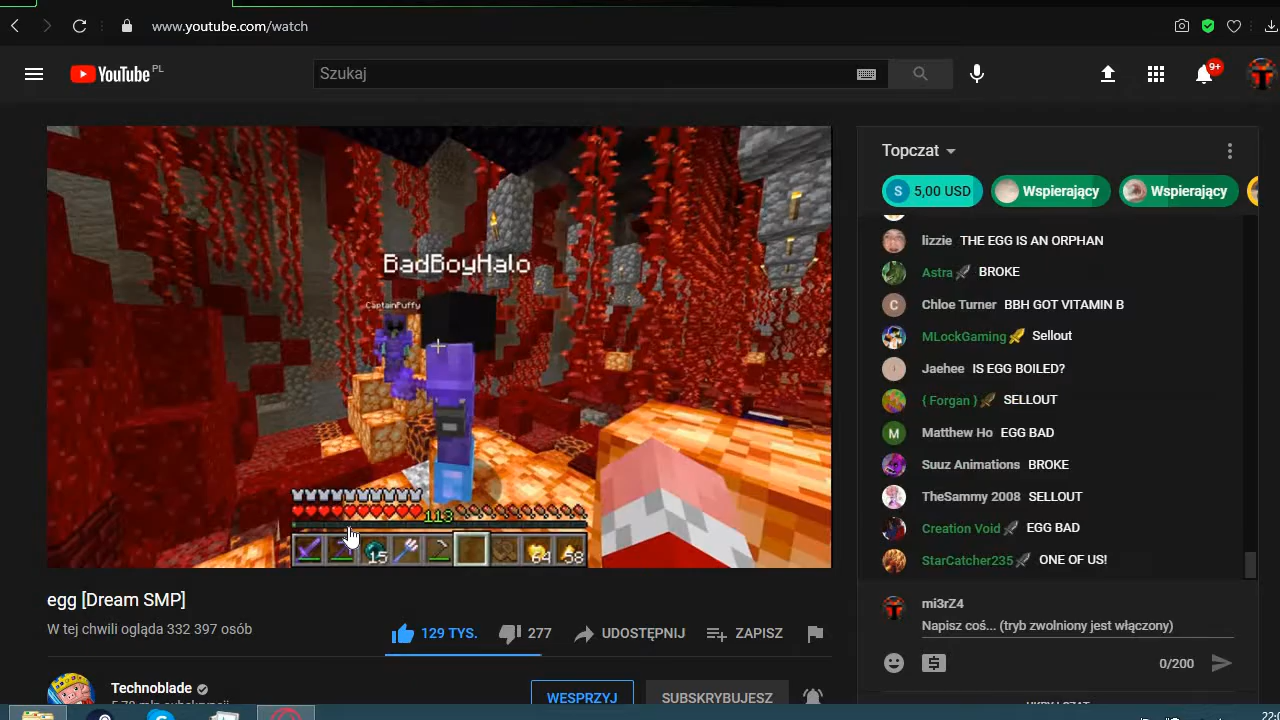 www.youtube.com/watch
YouTube PL
Szukaj
9+
BadBoyHalo
CaptainPuffy
113
15
64
58
egg [Dream SMP]
W tej chwili ogląda 332 397 osób
129 TYS.
277
UDOSTĘPNIJ
ZAPISZ
Technoblade
WESPRZYJ
SUBSKRYBUJESZ
Topczat
S 5,00 USD
Wspierający
Wspierający
lizzie THE EGG IS AN ORPHAN
Astra BROKE
C Chloe Turner BBH GOT VITAMIN B
MLockGaming Sellout
Jaehee IS EGG BOILED?
{ Forgan } SELLOUT
M Matthew Ho EGG BAD
Suuz Animations BROKE
TheSammy 2008 SELLOUT
Creation Void EGG BAD
StarCatcher235 ONE OF US!
mi3rZ4
Napisz coś... (tryb zwolniony jest włączony)
0/200